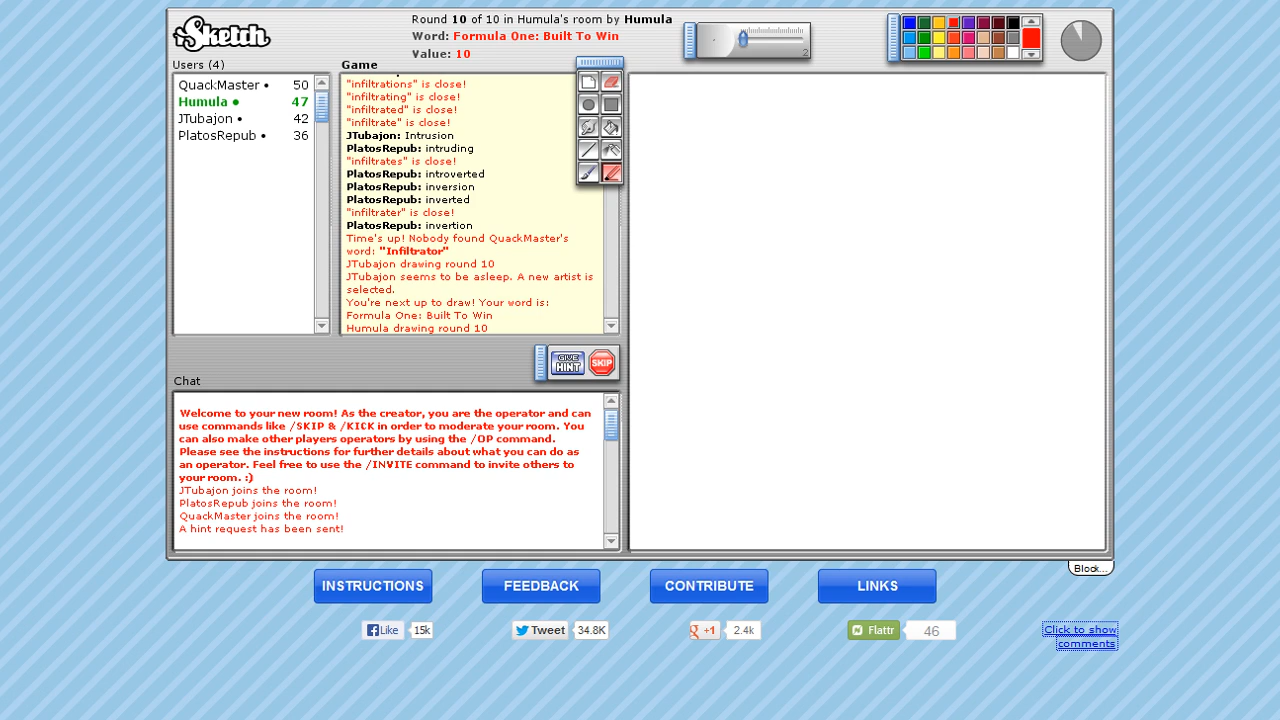 iSketch
Round 10 of 10 in Humula's room by Humula
Word: Formula One: Built To Win
Value: 10
2
Users (4)
QuackMaster • 50
Humula ● 47
JTubajon • 42
PlatosRepub • 36
Game
"infiltrations" is close!
"infiltrating" is close!
"infiltrated" is close!
"infiltrate" is close!
JTubajon: Intrusion
PlatosRepub: intruding
"infiltrates" is close!
PlatosRepub: introverted
PlatosRepub: inversion
PlatosRepub: inverted
"infiltrater" is close!
PlatosRepub: invertion
Time's up! Nobody found QuackMaster's
word: "Infiltrator"
JTubajon drawing round 10
JTubajon seems to be asleep. A new artist is
selected.
You're next up to draw! Your word is:
Formula One: Built To Win
Humula drawing round 10
GIVE
HINT
SKIP
Chat
Welcome to your new room! As the creator, you are the operator and can
use commands like /SKIP & /KICK in order to moderate your room. You
can also make other players operators by using the /OP command.
Please see the instructions for further details about what you can do as
an operator. Feel free to use the /INVITE command to invite others to
your room. :)
JTubajon joins the room!
PlatosRepub joins the room!
QuackMaster joins the room!
A hint request has been sent!
Block...
INSTRUCTIONS
FEEDBACK
CONTRIBUTE
LINKS
Like 15k
Tweet 34.8K
+1 2.4k
Flattr 46
Click to show
comments